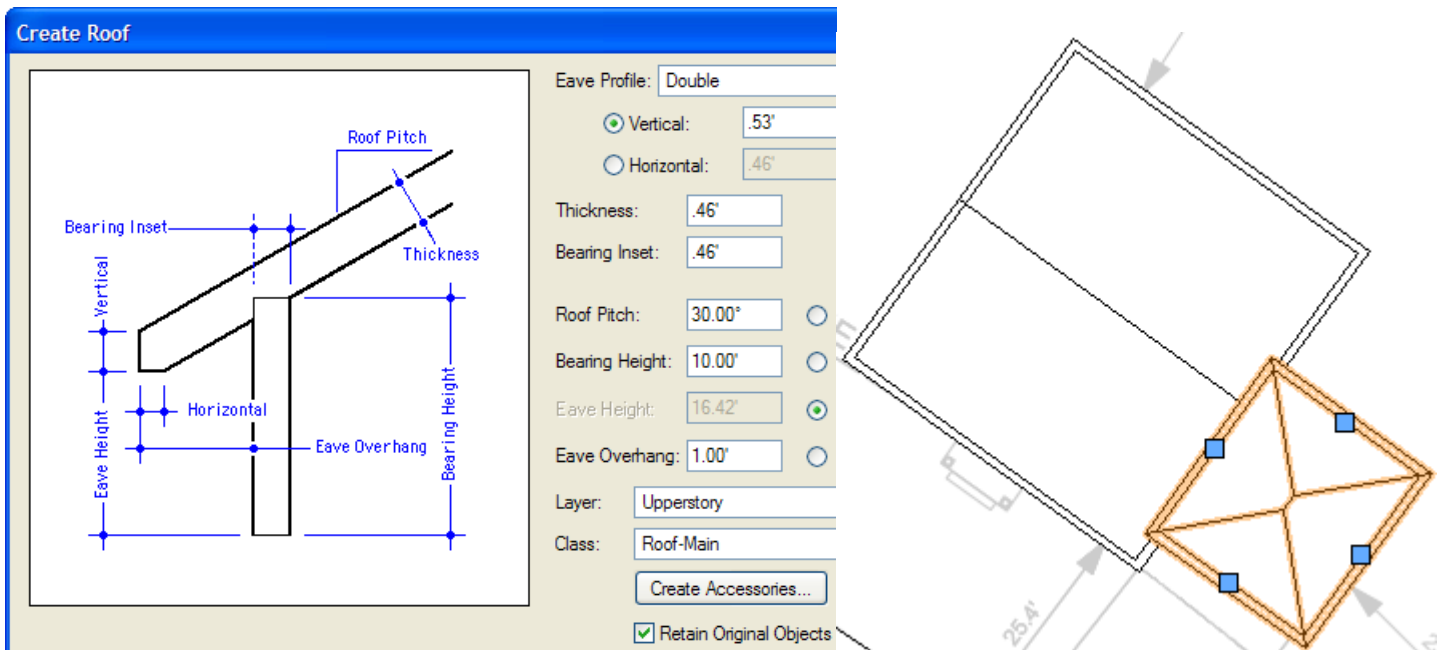 Create Roof
Roof Pitch
Bearing Inset
Thickness
Vertical
Horizontal
Eave Overhang
Eave Height
Bearing Height
Eave Profile: Double
Vertical: .53'
Horizontal: .46'
Thickness: .46'
Bearing Inset: .46'
Roof Pitch: 30.00°
Bearing Height: 10.00'
Eave Height: 16.42'
Eave Overhang: 1.00'
Layer: Upperstory
Class: Roof-Main
Create Accessories...
Retain Original Objects
25.4'